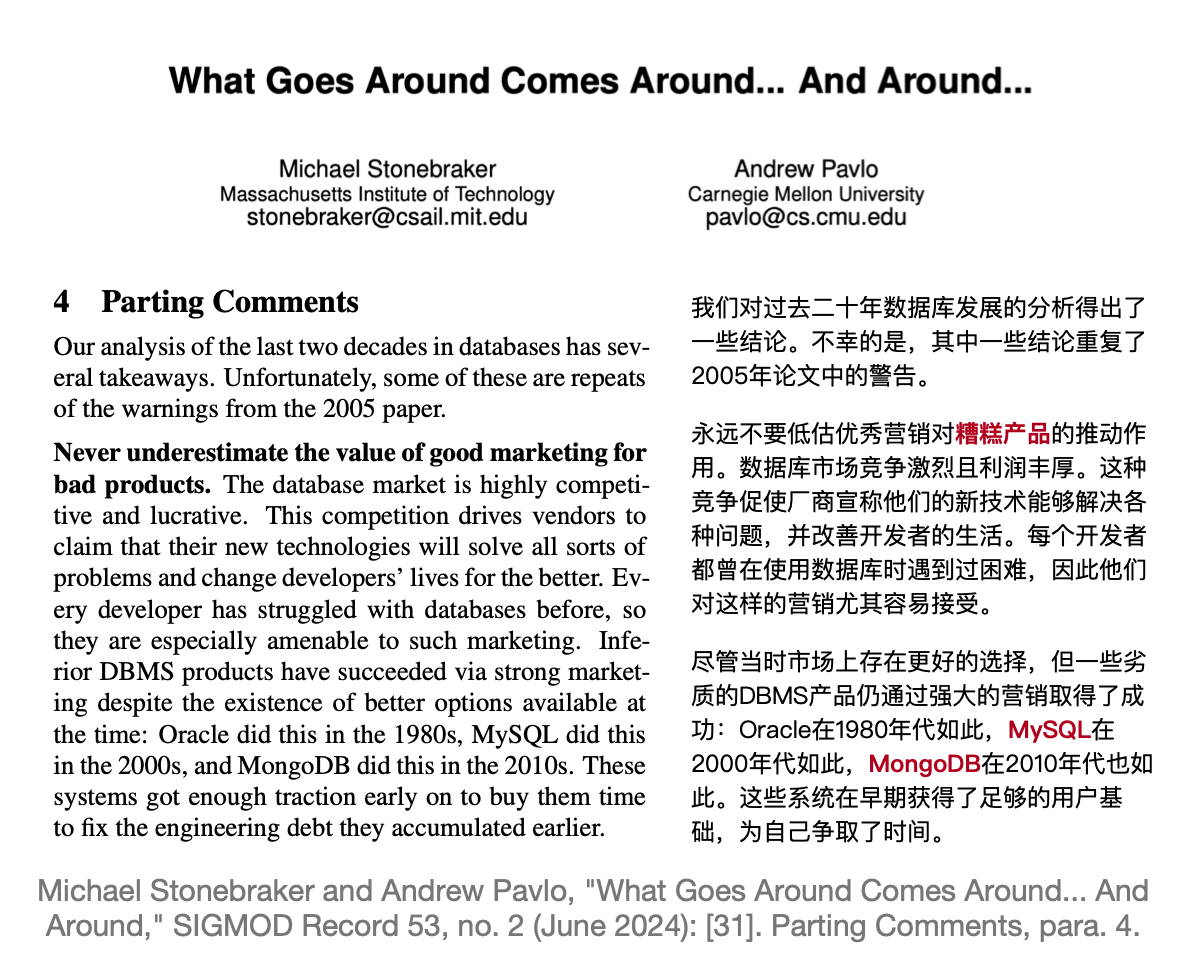 What Goes Around Comes Around... And Around...
Michael Stonebraker
Massachusetts Institute of Technology
stonebraker@csail.mit.edu
Andrew Pavlo
Carnegie Mellon University
pavlo@cs.cmu.edu
4 Parting Comments
Our analysis of the last two decades in databases has sev-
eral takeaways. Unfortunately, some of these are repeats
of the warnings from the 2005 paper.
Never underestimate the value of good marketing for
bad products. The database market is highly competi-
tive and lucrative. This competition drives vendors to
claim that their new technologies will solve all sorts of
problems and change developers’ lives for the better. Ev-
ery developer has struggled with databases before, so
they are especially amenable to such marketing. Infe-
rior DBMS products have succeeded via strong market-
ing despite the existence of better options available at
the time: Oracle did this in the 1980s, MySQL did this
in the 2000s, and MongoDB did this in the 2010s. These
systems got enough traction early on to buy them time
to fix the engineering debt they accumulated earlier.
我们对过去二十年数据库发展的分析得出了
一些结论。不幸的是，其中一些结论重复了
2005年论文中的警告。
永远不要低估优秀营销对糟糕产品的推动作
用。数据库市场竞争激烈且利润丰厚。这种
竞争促使厂商宣称他们的新技术能够解决各
种问题，并改善开发者的生活。每个开发者
都曾在使用数据库时遇到过困难，因此他们
对这样的营销尤其容易接受。
尽管当时市场上存在更好的选择，但一些劣
质的DBMS产品仍通过强大的营销取得了成
功：Oracle在1980年代如此，MySQL在
2000年代如此，MongoDB在2010年代也如
此。这些系统在早期获得了足够的用户基
础，为自己争取了时间。
Michael Stonebraker and Andrew Pavlo, "What Goes Around Comes Around... And
Around," SIGMOD Record 53, no. 2 (June 2024): [31]. Parting Comments, para. 4.